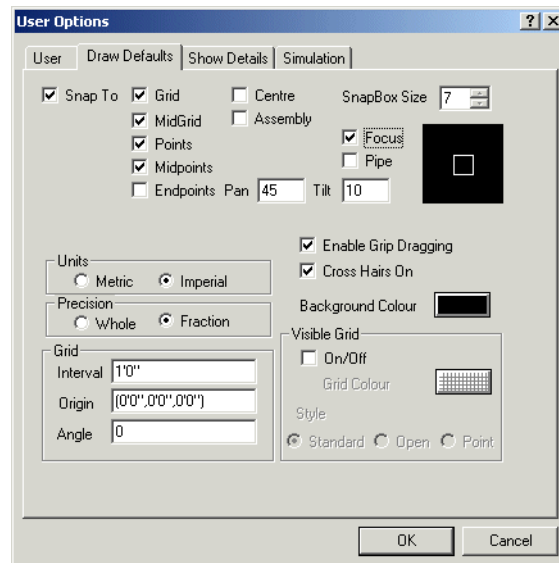 User Options
User Draw Defaults Show Details Simulation
Snap To Grid Centre SnapBox Size 7
MidGrid Assembly
Points Focus
Midpoints Pipe
Endpoints Pan 45 Tilt 10
Enable Grip Dragging
Units
Metric Imperial
Cross Hairs On
Precision
Whole Fraction
Background Colour
Grid
Interval 1'0"
Origin (0'0",0'0",0'0")
Angle 0
Visible Grid
On/Off
Grid Colour
Style
Standard Open Point
OK Cancel